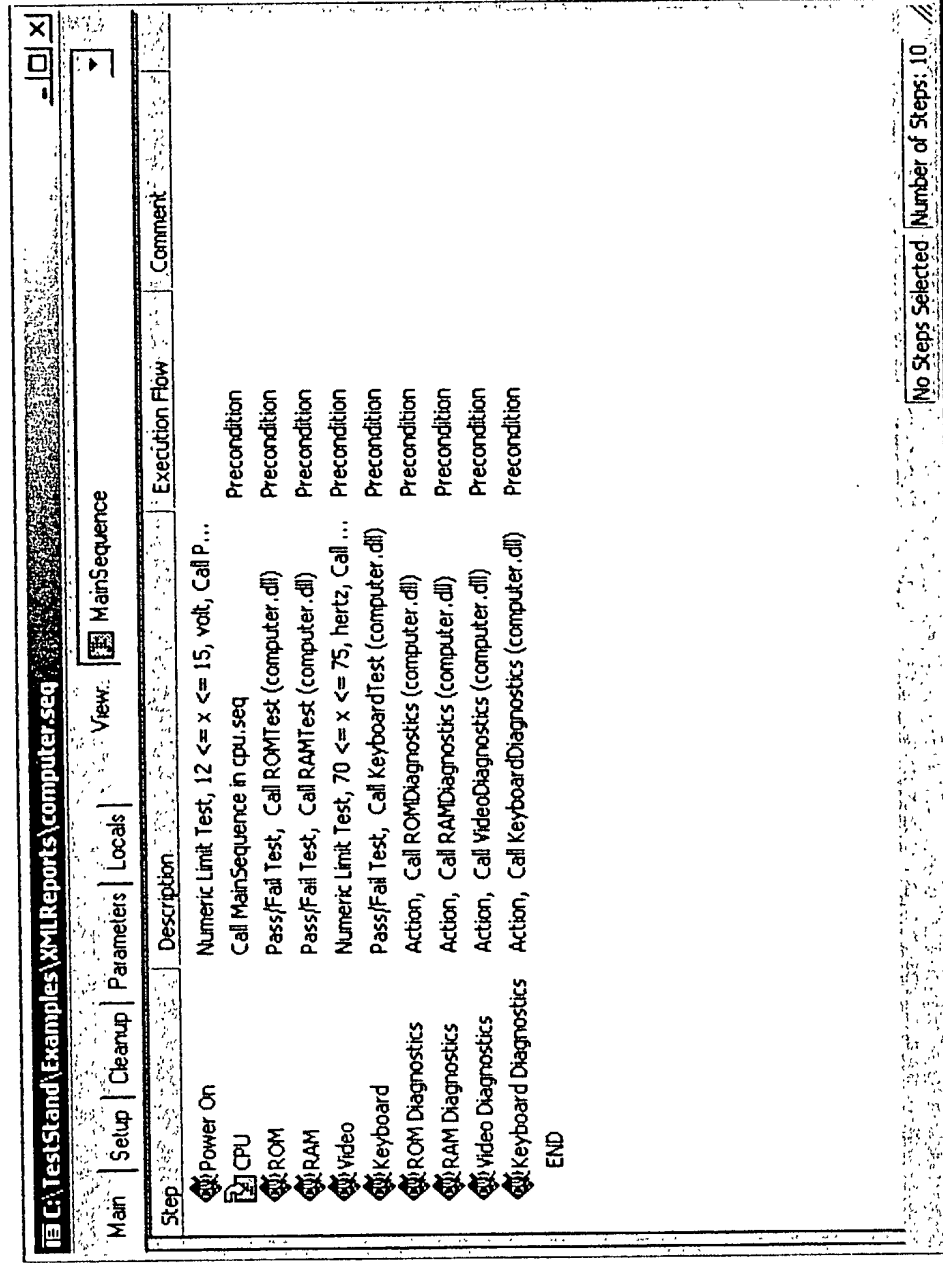 C:\TestStand\Examples\XMLReports\computer.seq
Main Setup Cleanup Parameters Locals View: MainSequence
Step Description Execution Flow Comment
Power On Numeric Limit Test, 12 <= x <= 15, volt, Call P...
CPU Call MainSequence in cpu.seq Precondition
ROM Pass/Fail Test, Call ROMTest (computer.dll) Precondition
RAM Pass/Fail Test, Call RAMTest (computer.dll) Precondition
Video Numeric Limit Test, 70 <= x <= 75, hertz, Call ... Precondition
Keyboard Pass/Fail Test, Call KeyboardTest (computer.dll) Precondition
ROM Diagnostics Action, Call ROMDiagnostics (computer.dll) Precondition
RAM Diagnostics Action, Call RAMDiagnostics (computer.dll) Precondition
Video Diagnostics Action, Call VideoDiagnostics (computer.dll) Precondition
Keyboard Diagnostics Action, Call KeyboardDiagnostics (computer.dll) Precondition
END
No Steps Selected Number of Steps: 10